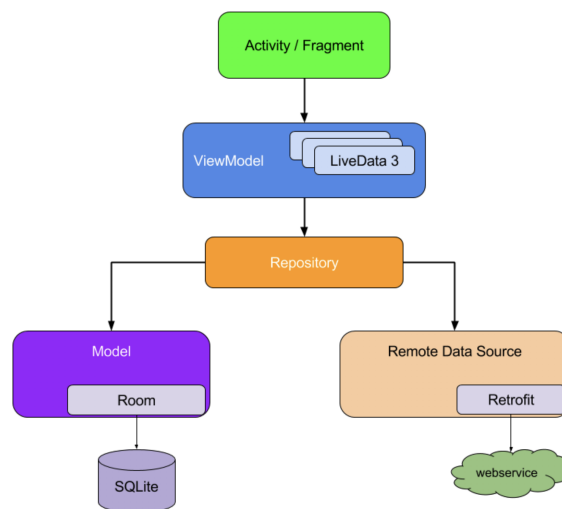 Activity / Fragment
ViewModel
LiveData 3
Repository
Model
Remote Data Source
Room
Retrofit
SQLite
webservice